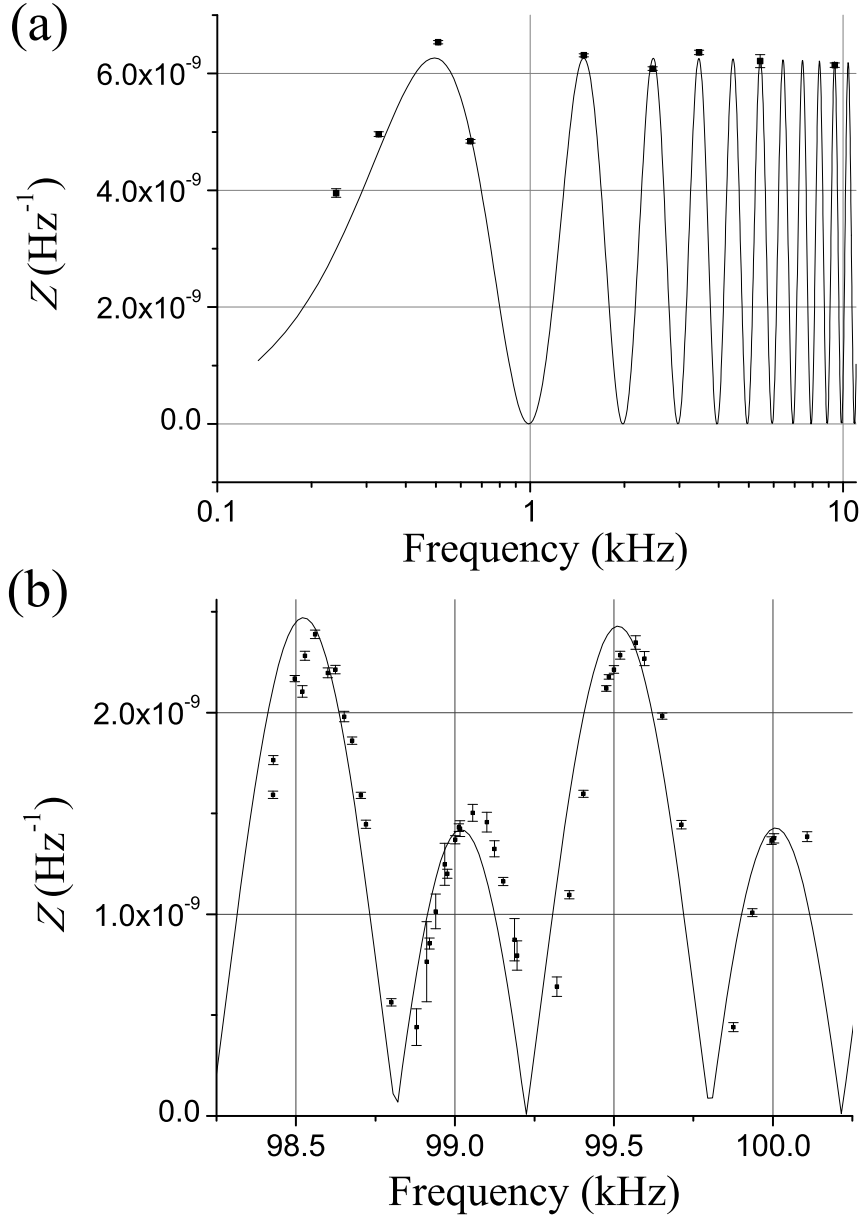 (a)
6.0x10⁻⁹
4.0x10⁻⁹
2.0x10⁻⁹
0.0
Z (Hz⁻¹)
0.1 1 10
Frequency (kHz)
(b)
2.0x10⁻⁹
1.0x10⁻⁹
0.0
Z (Hz⁻¹)
98.5 99.0 99.5 100.0
Frequency (kHz)